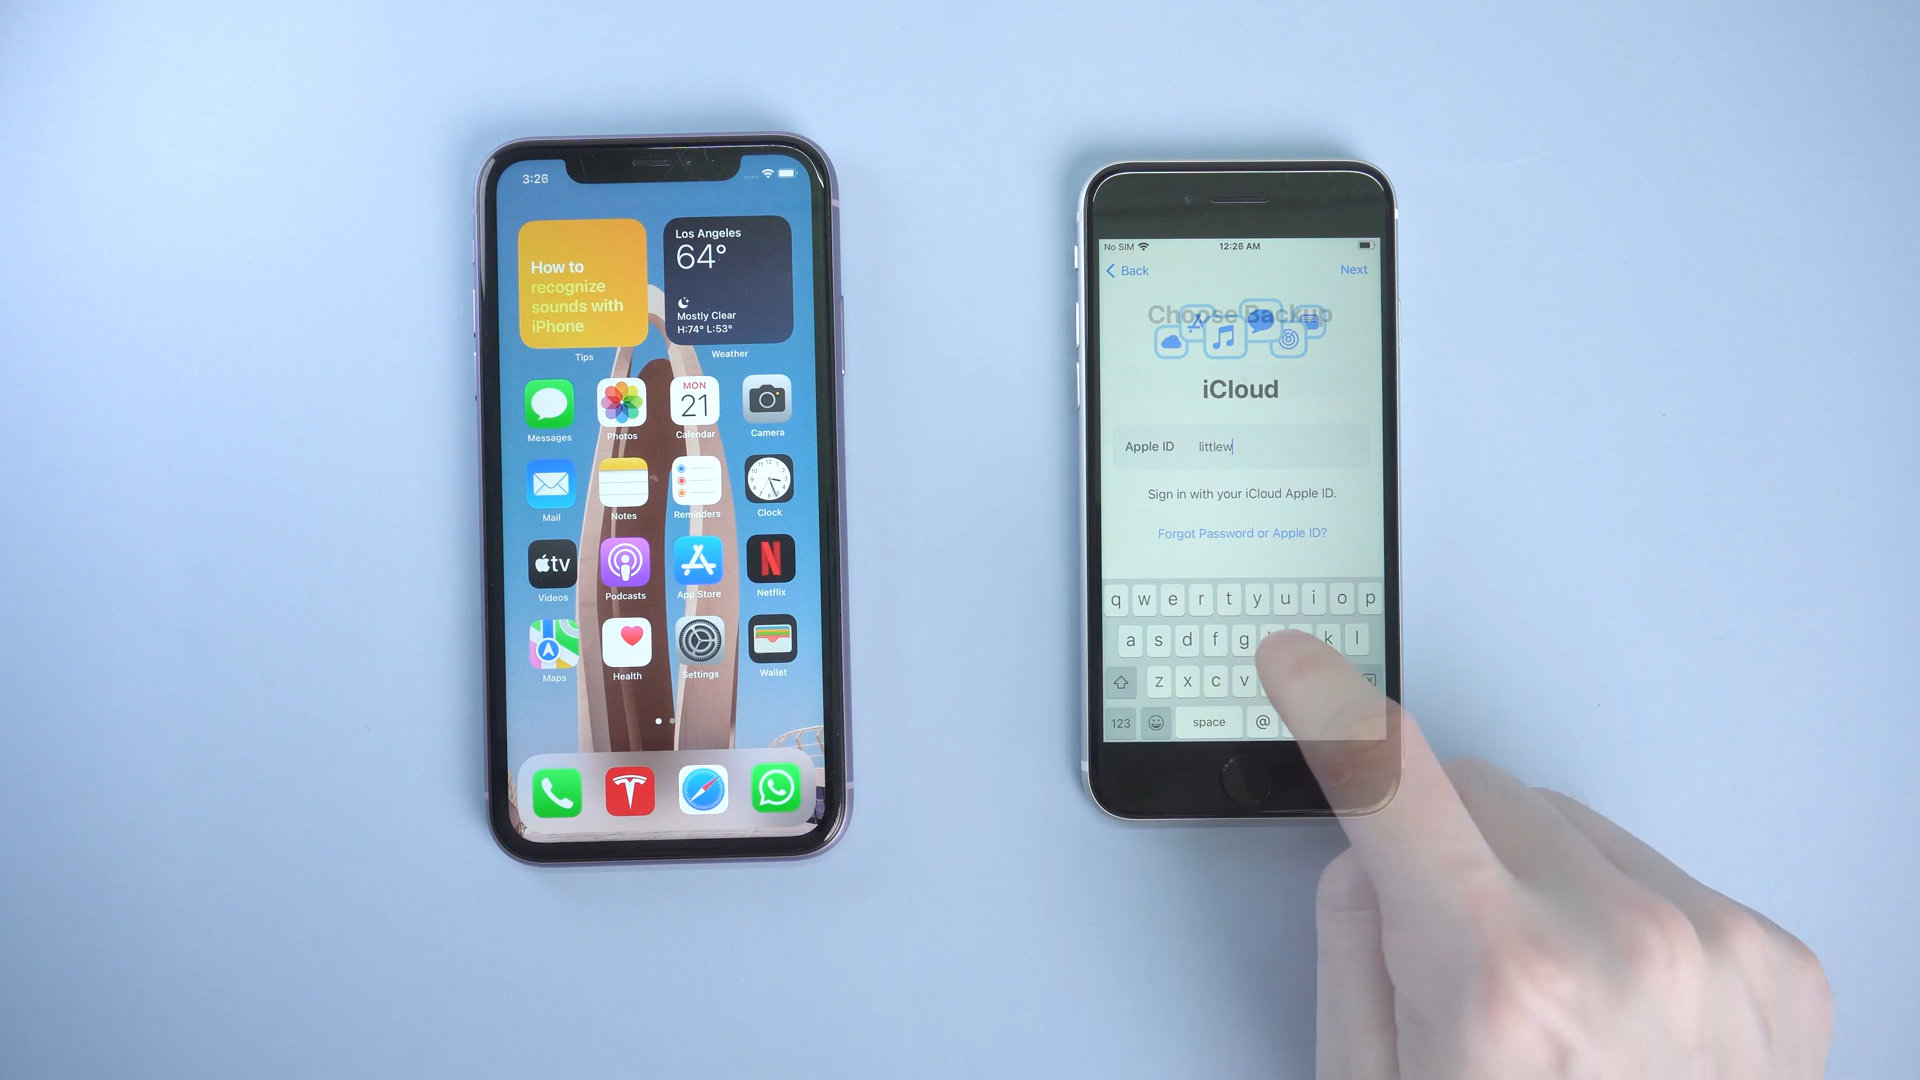 3:26
How to
recognize
sounds with
iPhone
Tips
Los Angeles
64°
Mostly Clear
H:74° L:53°
Weather
Messages
Photos
MON
21
Calendar
Camera
Mail
Notes
Reminders
Clock
tv
Videos
Podcasts
App Store
Netflix
Maps
Health
Settings
Wallet
No SIM
12:26 AM
Back
Next
Choose Backup
iCloud
Apple ID
littlew
Sign in with your iCloud Apple ID.
Forgot Password or Apple ID?
q w e r t y u i o p
a s d f g k l
z x c v
123
space
@